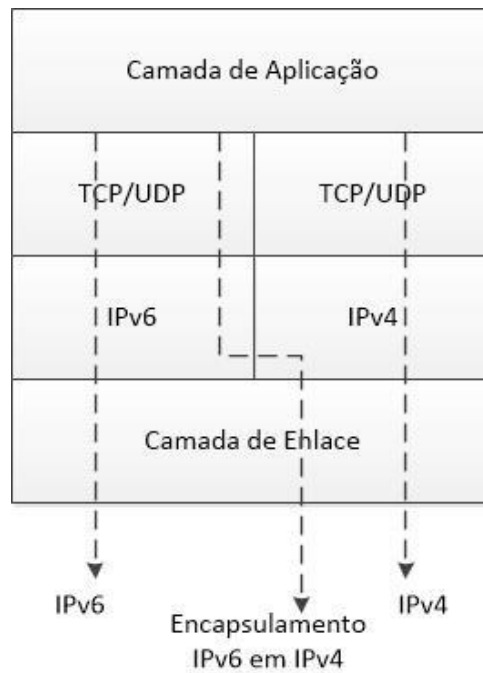 Camada de Aplicação
TCP/UDP
TCP/UDP
IPv6
IPv4
Camada de Enlace
IPv6
IPv4
Encapsulamento
IPv6 em IPv4